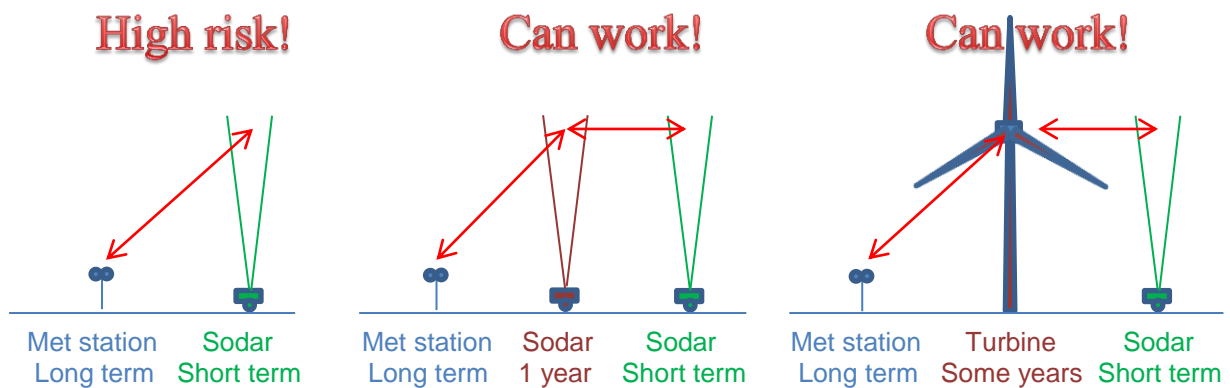 High risk!
Can work!
Can work!
Met station
Long term
Sodar
Short term
Met station
Long term
Sodar
1 year
Sodar
Short term
Met station
Long term
Turbine
Some years
Sodar
Short term